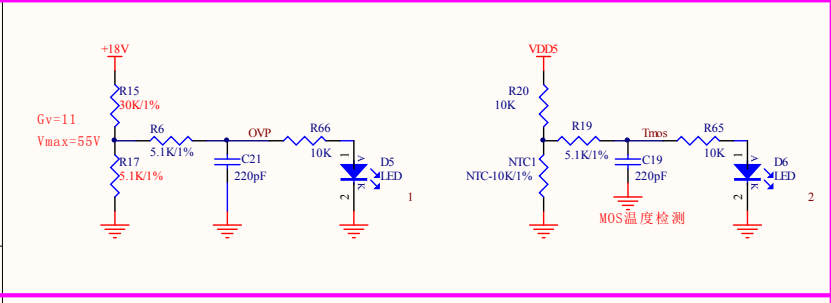 +18V
R15
30K/1%
Gv=11
Vmax=55V
R6
5.1K/1%
OVP
R66
10K
R17
5.1K/1%
C21
220pF
1
A
K
2
D5
LED
1
VDD5
R20
10K
R19
5.1K/1%
Tmos
R65
10K
NTC1
NTC-10K/1%
C19
220pF
MOS温度检测
1
A
K
2
D6
LED
2